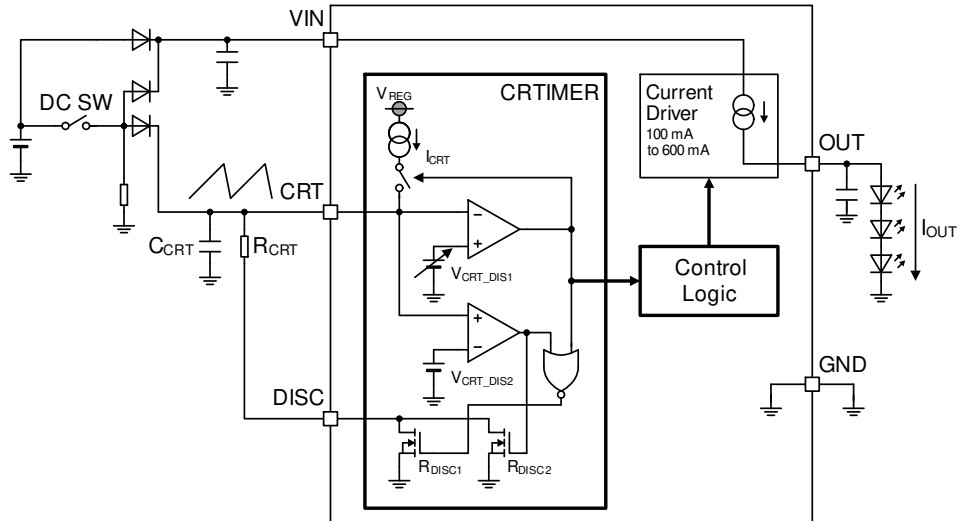 VIN
CRTIMER
VREG
Current
Driver
100 mA
to 600 mA
DC SW
ICRT
OUT
CRT
CCRT
RCRT
−
+
VCRT_DIS1
IOUT
Control
Logic
+
−
VCRT_DIS2
GND
DISC
RDISC1
RDISC2